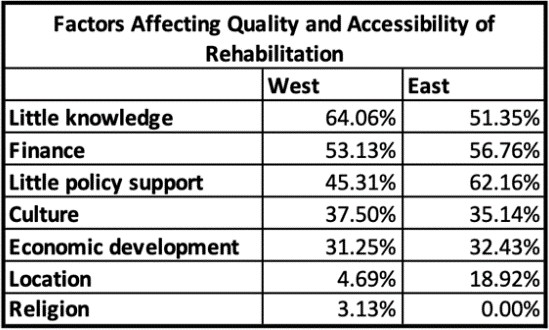 Factors Affecting Quality and Accessibility of
Rehabilitation
West East
Little knowledge 64.06% 51.35%
Finance 53.13% 56.76%
Little policy support 45.31% 62.16%
Culture 37.50% 35.14%
Economic development 31.25% 32.43%
Location 4.69% 18.92%
Religion 3.13% 0.00%